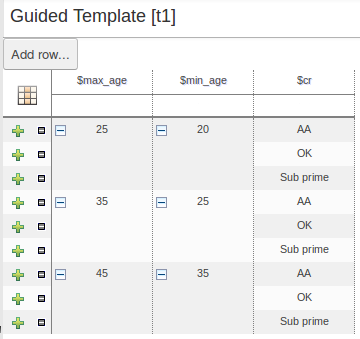 Guided Template [t1]
Add row...
$max_age $min_age $cr
25 20 AA
OK
Sub prime
35 25 AA
OK
Sub prime
45 35 AA
OK
Sub prime